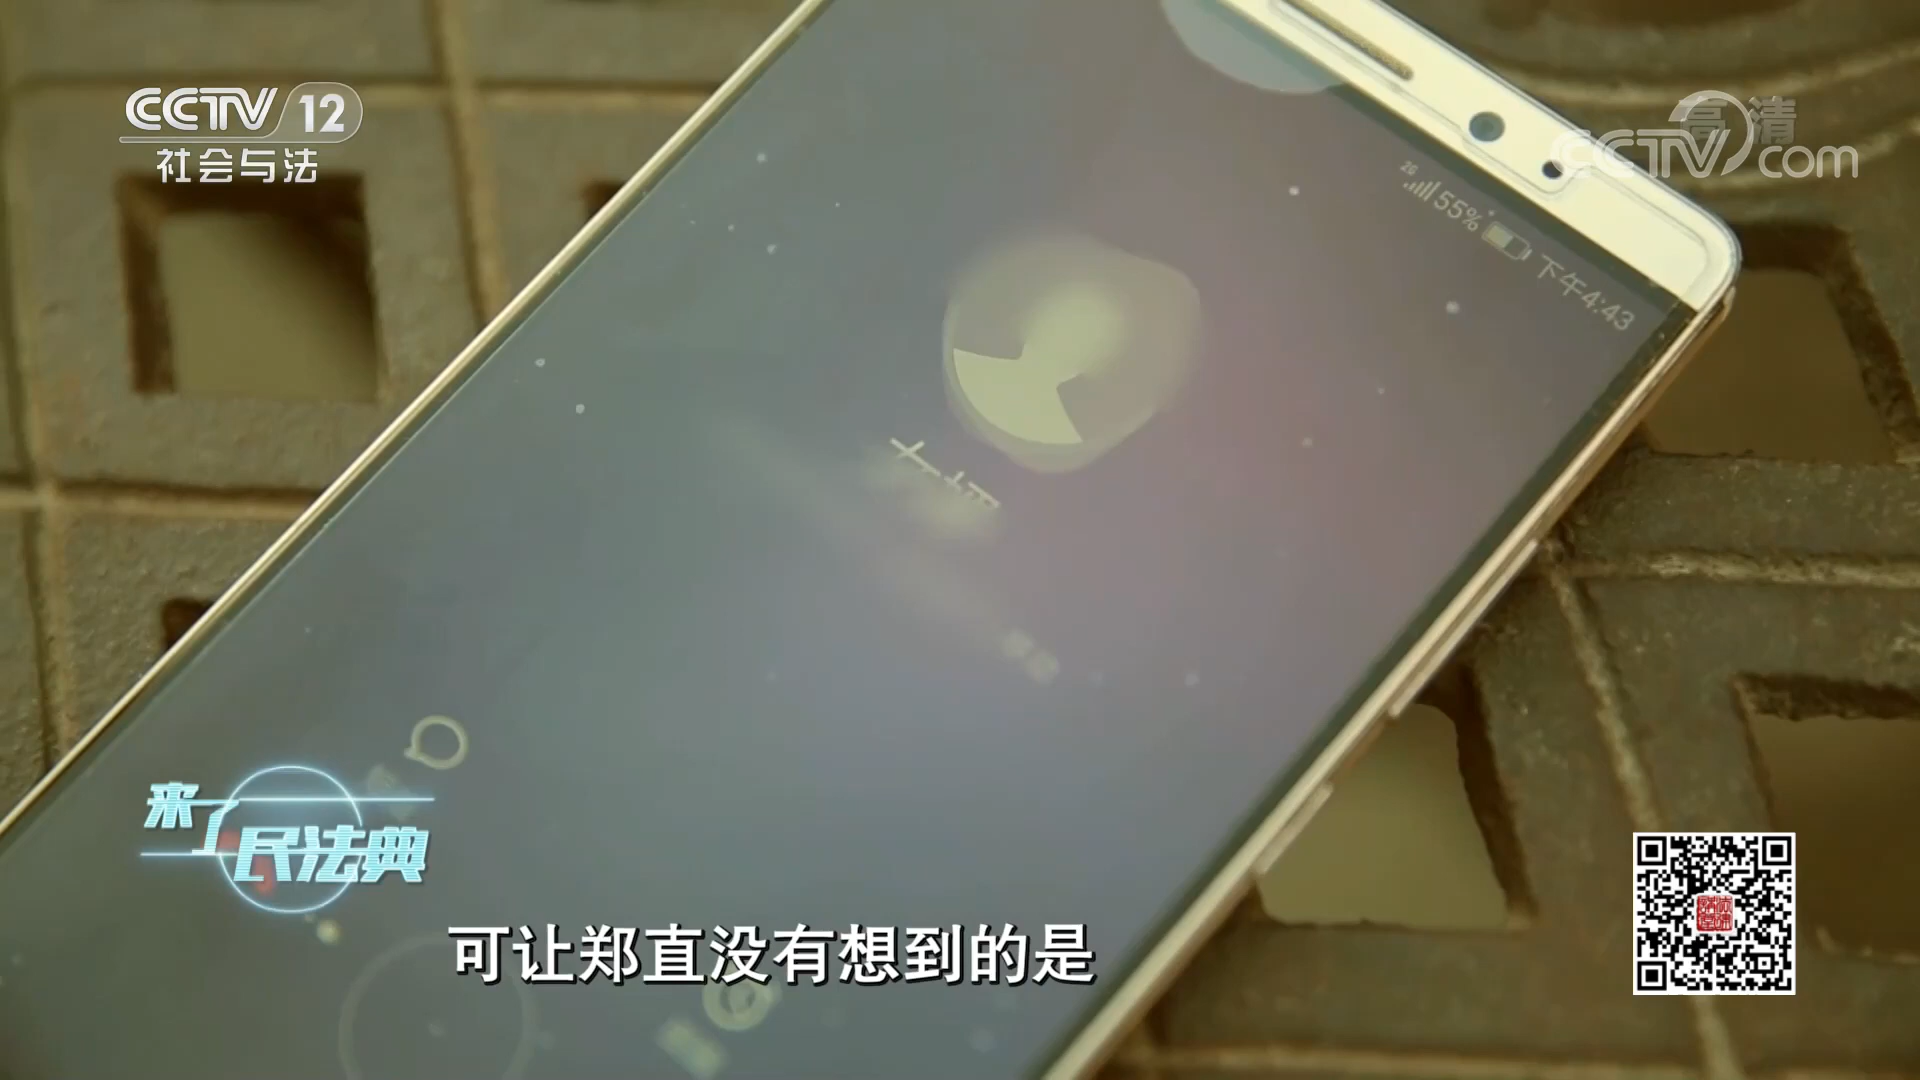 CCTV 12
社会与法
高清
CCTV.com
2G 55% 下午4:43
来了
民法典
可让郑直没有想到的是